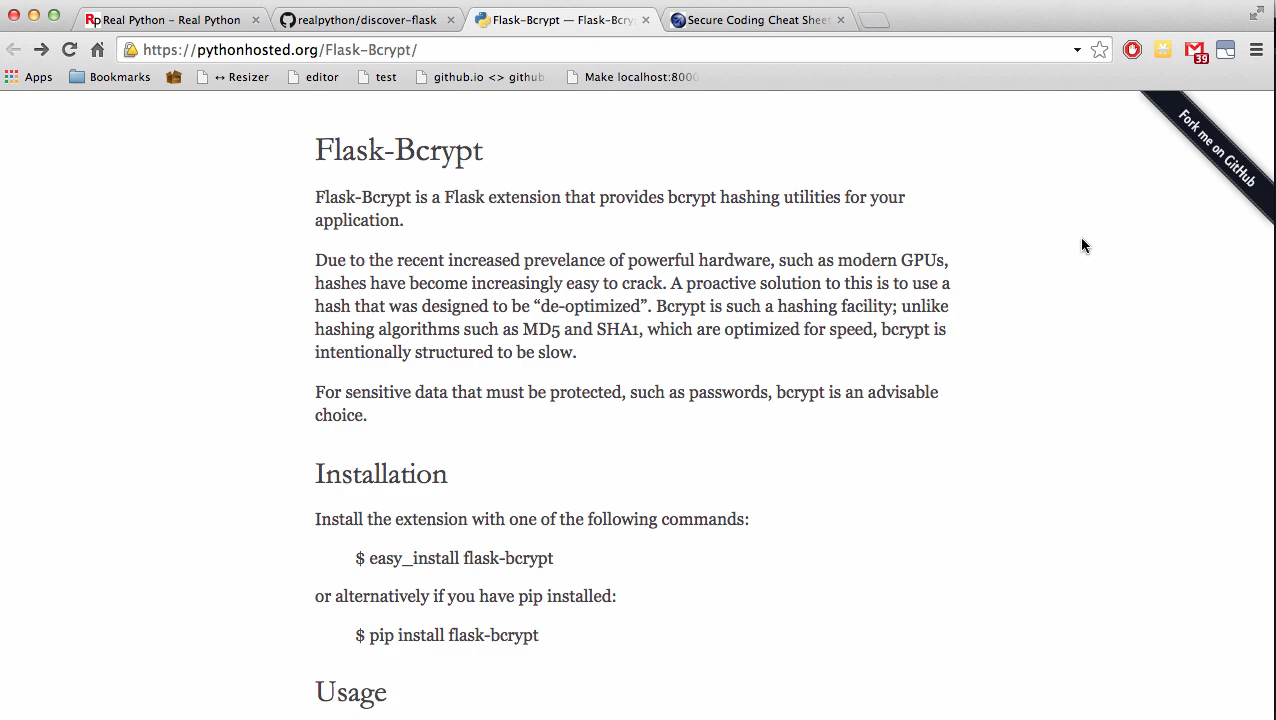 Real Python - Real Python
realpython/discover-flask
Flask-Bcrypt — Flask-Bcry
Secure Coding Cheat Sheet
https://pythonhosted.org/Flask-Bcrypt/
39
Apps
Bookmarks
↔ Resizer
editor
test
github.io <> github
Make localhost:8000
Fork me on GitHub
Flask-Bcrypt
Flask-Bcrypt is a Flask extension that provides bcrypt hashing utilities for your
application.
Due to the recent increased prevelance of powerful hardware, such as modern GPUs,
hashes have become increasingly easy to crack. A proactive solution to this is to use a
hash that was designed to be “de-optimized”. Bcrypt is such a hashing facility; unlike
hashing algorithms such as MD5 and SHA1, which are optimized for speed, bcrypt is
intentionally structured to be slow.
For sensitive data that must be protected, such as passwords, bcrypt is an advisable
choice.
Installation
Install the extension with one of the following commands:
$ easy_install flask-bcrypt
or alternatively if you have pip installed:
$ pip install flask-bcrypt
Usage